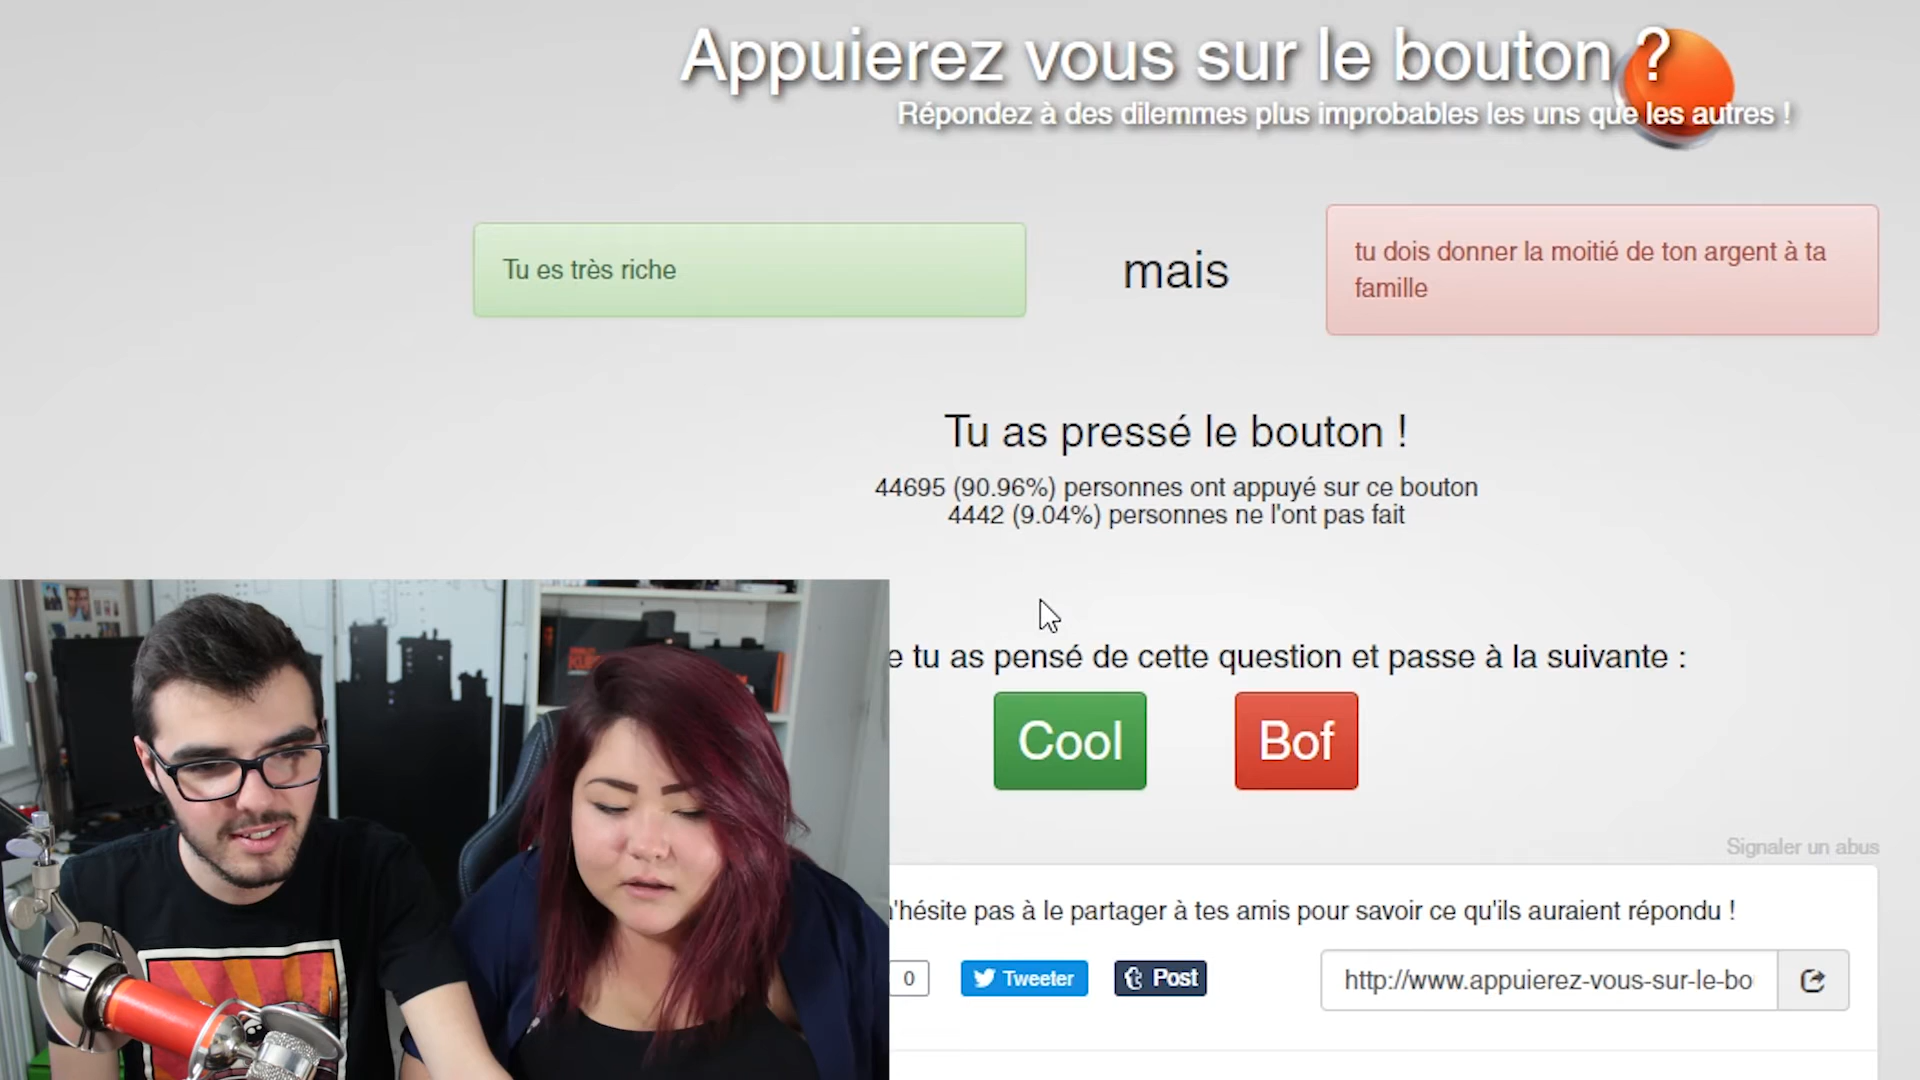 Appuierez vous sur le bouton ?
Répondez à des dilemmes plus improbables les uns que les autres !
Tu es très riche
mais
tu dois donner la moitié de ton argent à ta
famille
Tu as pressé le bouton !
44695 (90.96%) personnes ont appuyé sur ce bouton
4442 (9.04%) personnes ne l'ont pas fait
e tu as pensé de cette question et passe à la suivante :
Cool
Bof
Signaler un abus
n'hésite pas à le partager à tes amis pour savoir ce qu'ils auraient répondu !
0
Tweeter
Post
http://www.appuierez-vous-sur-le-bo